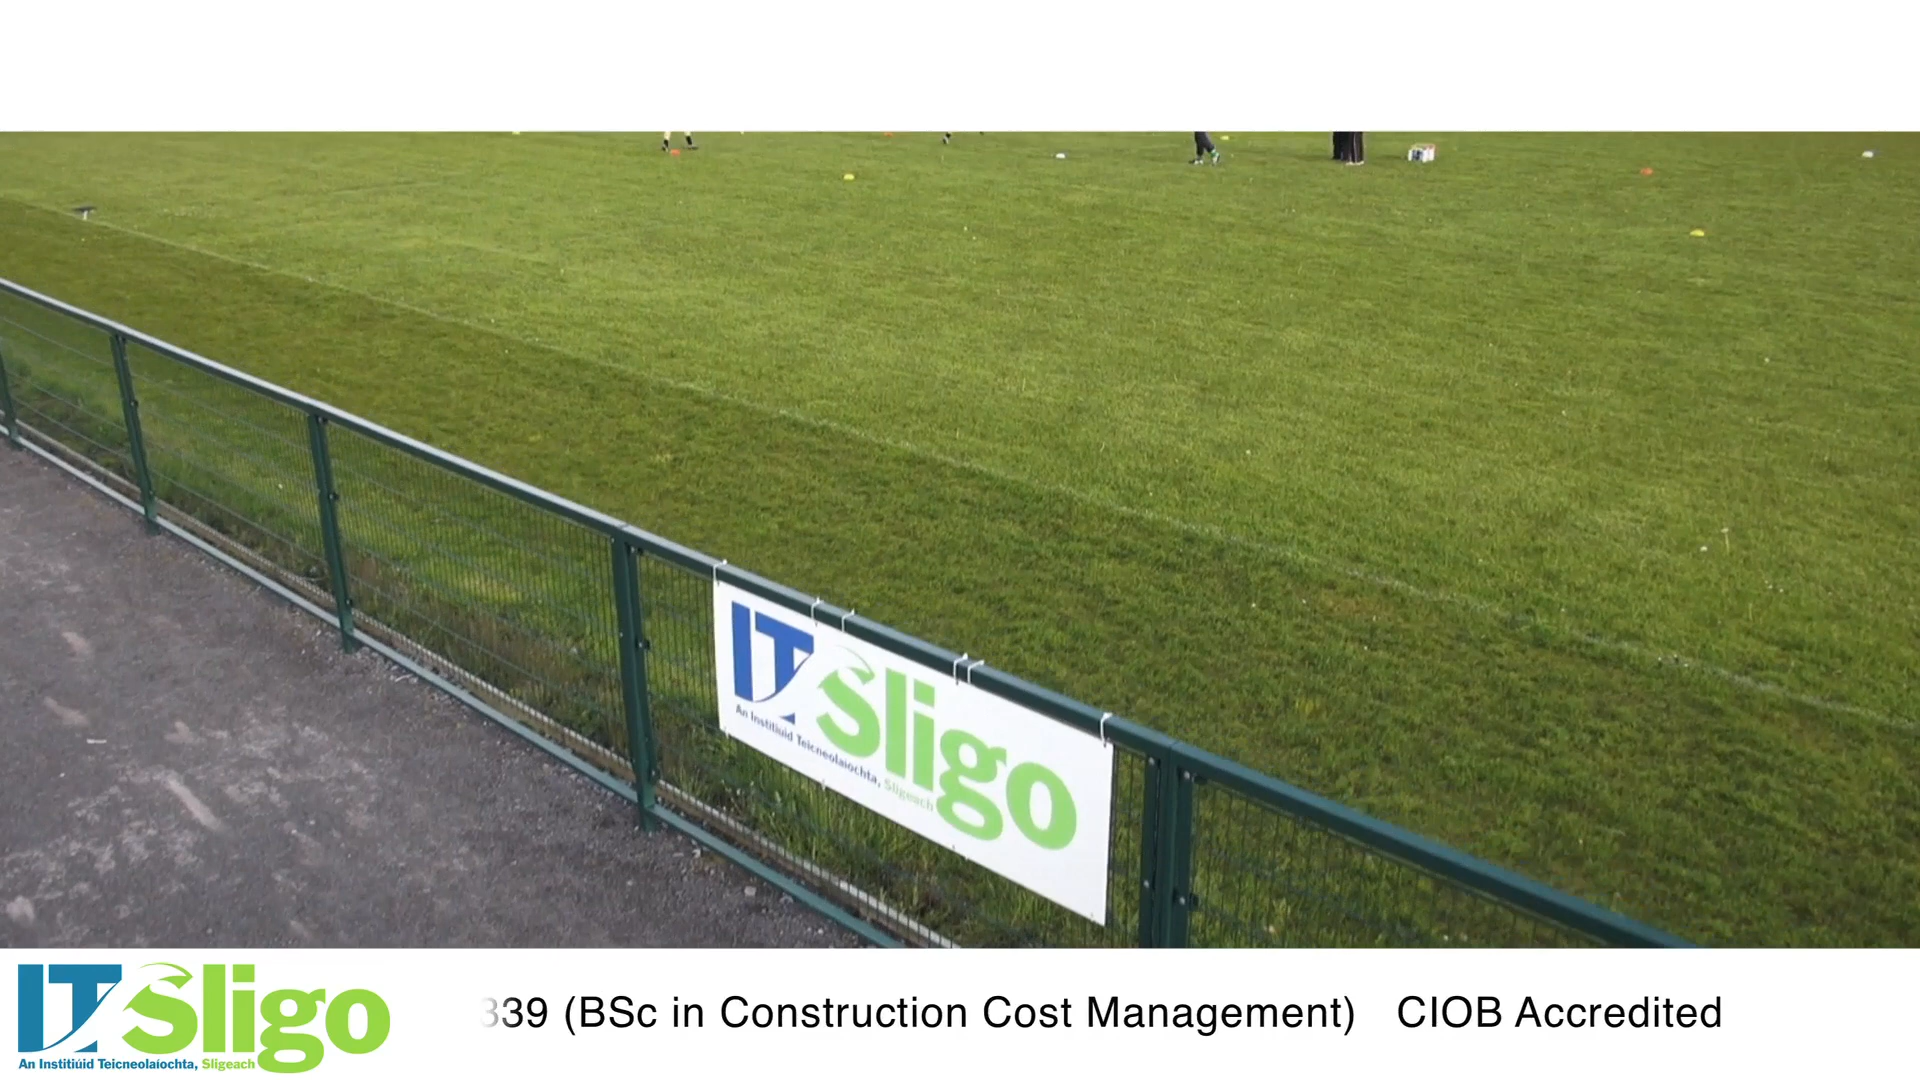 IT Sligo
An Institiúid Teicneolaíochta, Sligeach
IT Sligo
An Institiúid Teicneolaíochta, Sligeach
339 (BSc in Construction Cost Management) CIOB Accredited